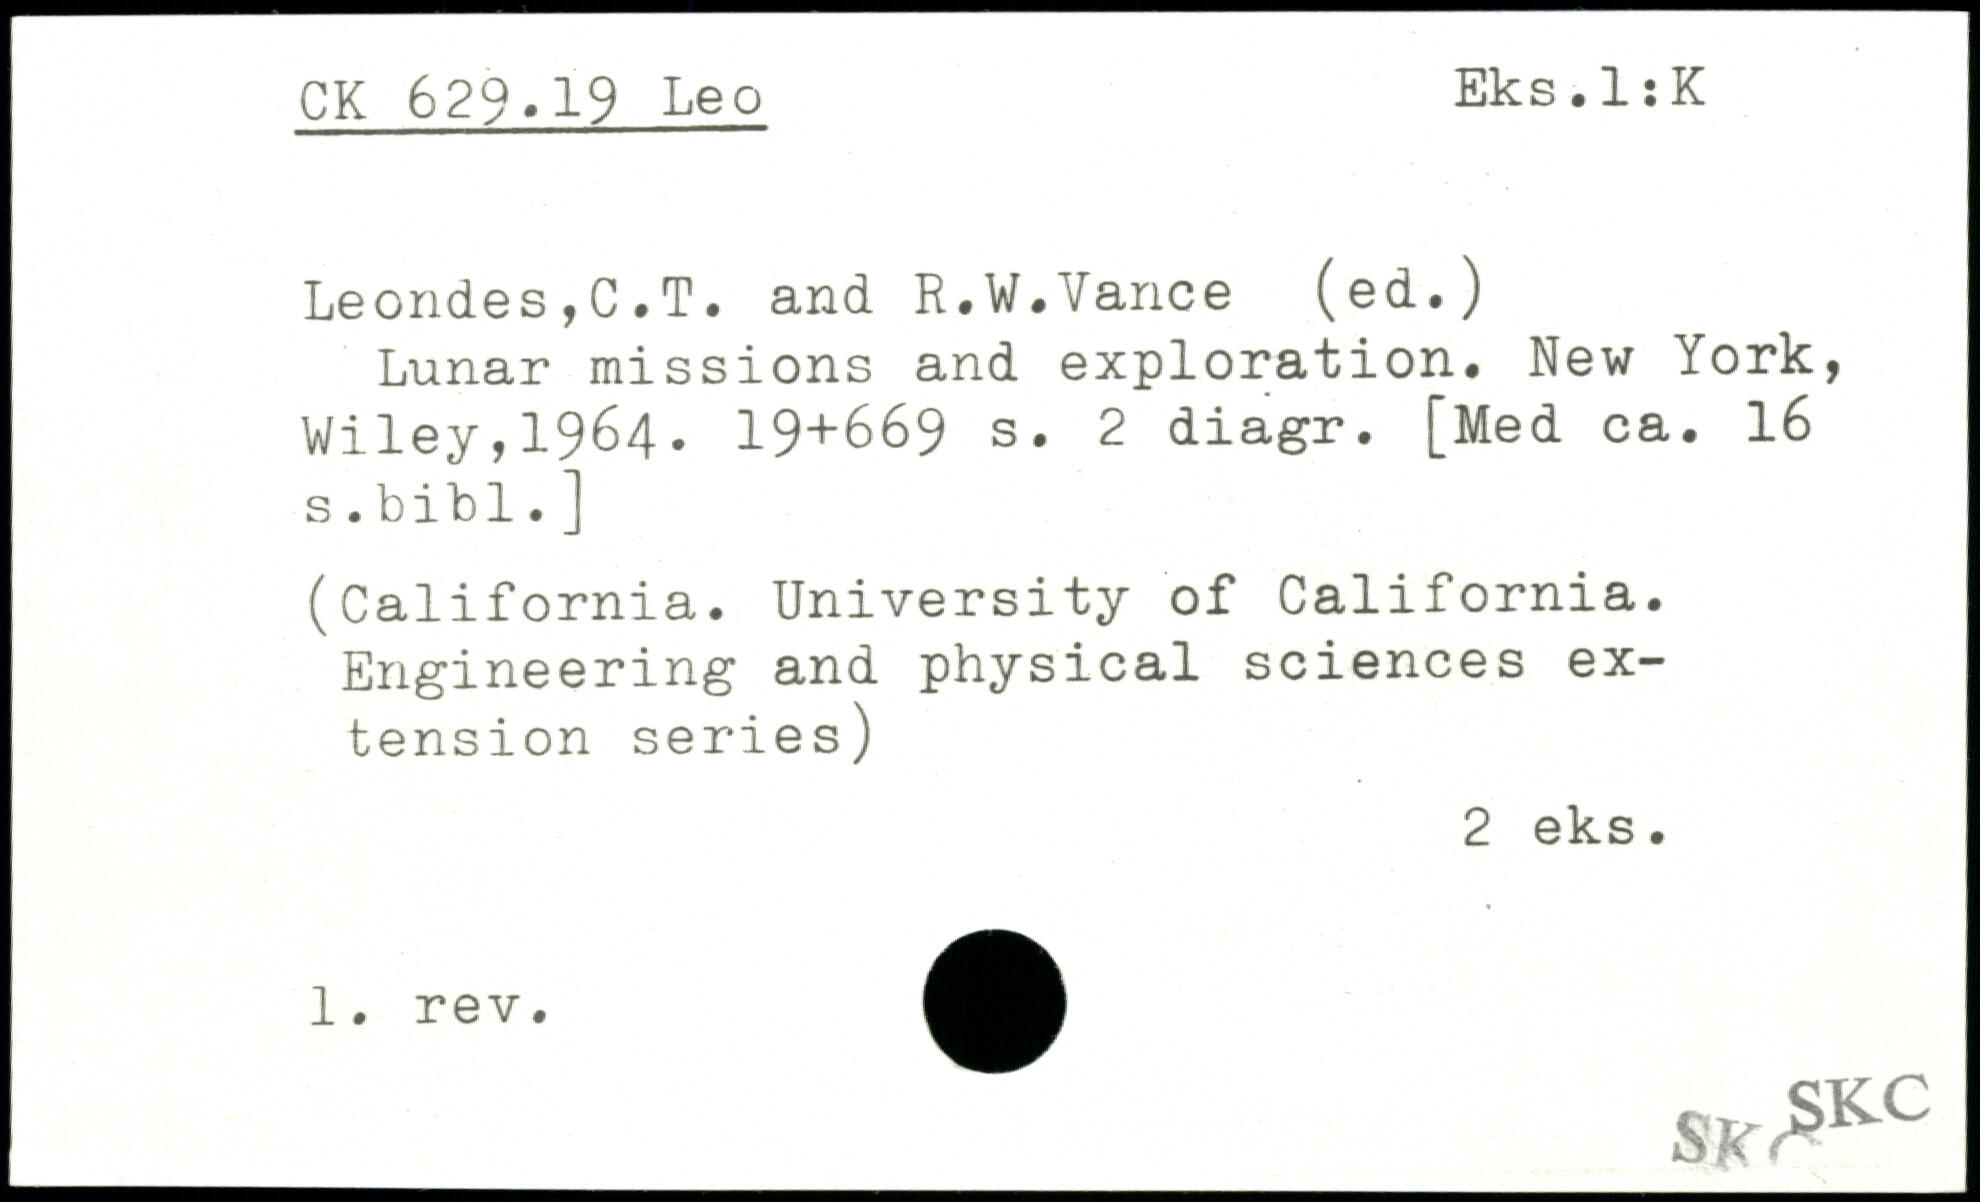 CK 629.19 Leo
Eks.1:K
Leondes,C.T. and R.W.Vance (ed.)
Lunar missions and exploration. New York,
Wiley,1964. 19+669 s. 2 diagr. [Med ca. 16
s.bibl.]
(California. University of California.
Engineering and physical sciences ex-
tension series)
2 eks.
1. rev.
SKC
SKC